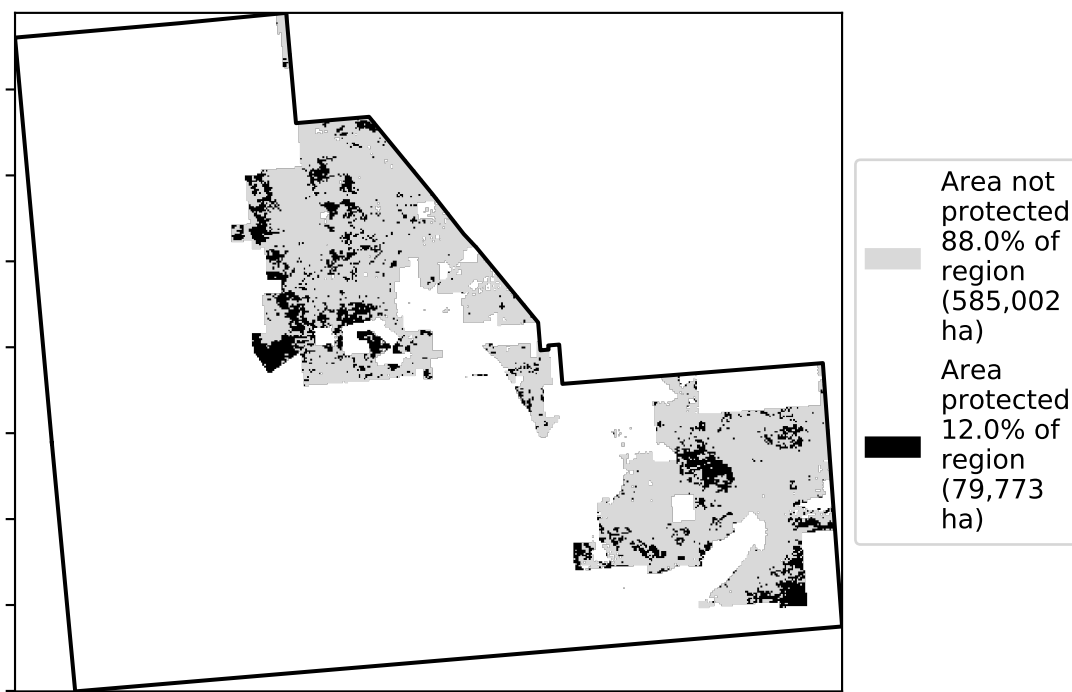 Area not
protected
88.0% of
region
(585,002
ha)
Area
protected
12.0% of
region
(79,773
ha)